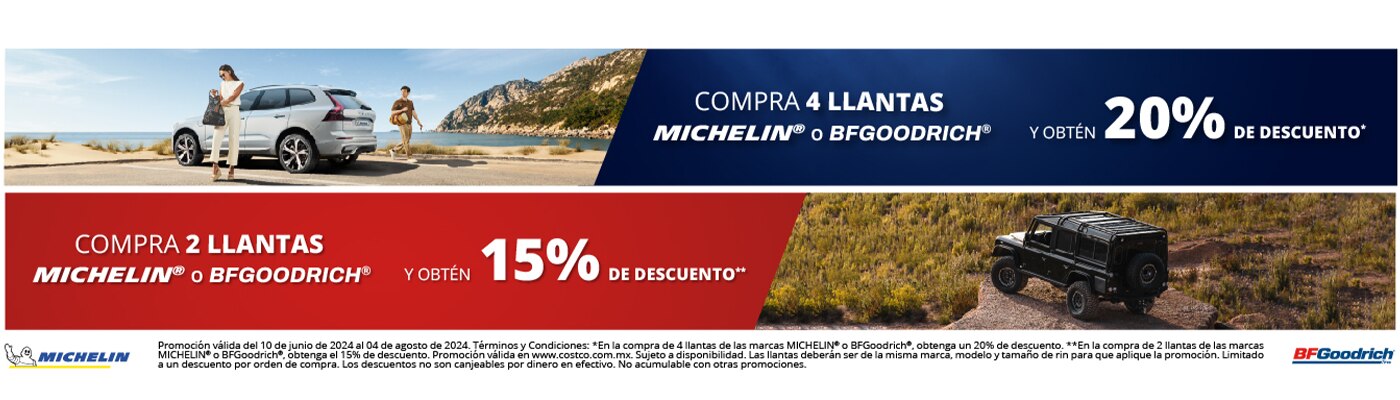 COMPRA 4 LLANTAS
MICHELIN® o BFGOODRICH®
Y OBTÉN 20% DE DESCUENTO*
COMPRA 2 LLANTAS
MICHELIN® o BFGOODRICH®
Y OBTÉN 15% DE DESCUENTO**
MICHELIN
Promoción válida del 10 de junio de 2024 al 04 de agosto de 2024. Términos y Condiciones: *En la compra de 4 llantas de las marcas MICHELIN® o BFGoodrich®, obtenga un 20% de descuento. **En la compra de 2 llantas de las marcas
MICHELIN® o BFGoodrich®, obtenga el 15% de descuento. Promoción válida en www.costco.com.mx. Sujeto a disponibilidad. Las llantas deberán ser de la misma marca, modelo y tamaño de rin para que aplique la promoción. Limitado
a un descuento por orden de compra. Los descuentos no son canjeables por dinero en efectivo. No acumulable con otras promociones.
BFGoodrich